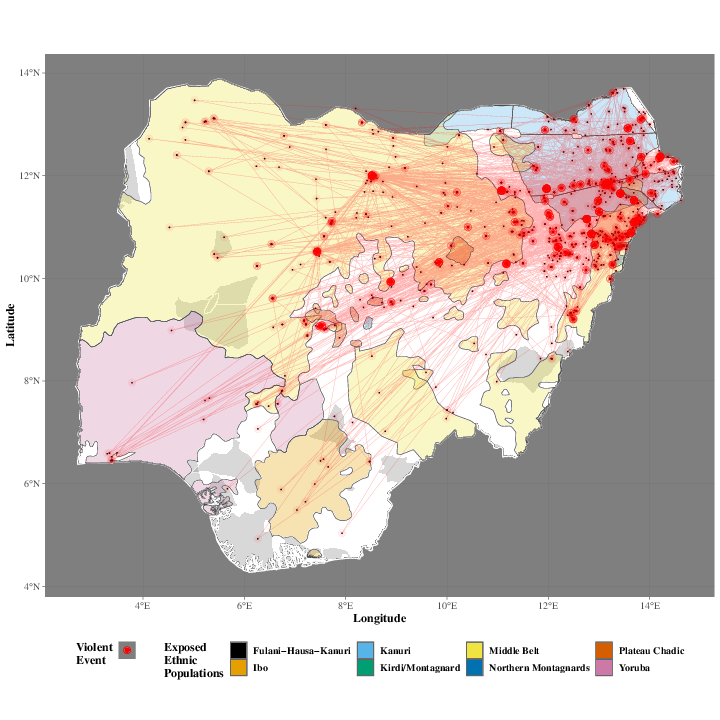 14°N
12°N
10°N
8°N
6°N
4°N
Latitude
4°E 6°E 8°E 10°E 12°E 14°E
Longitude
Violent Event
Exposed Ethnic Populations
Fulani−Hausa−Kanuri Kanuri Middle Belt Plateau Chadic
Ibo Kirdi/Montagnard Northern Montagnards Yoruba